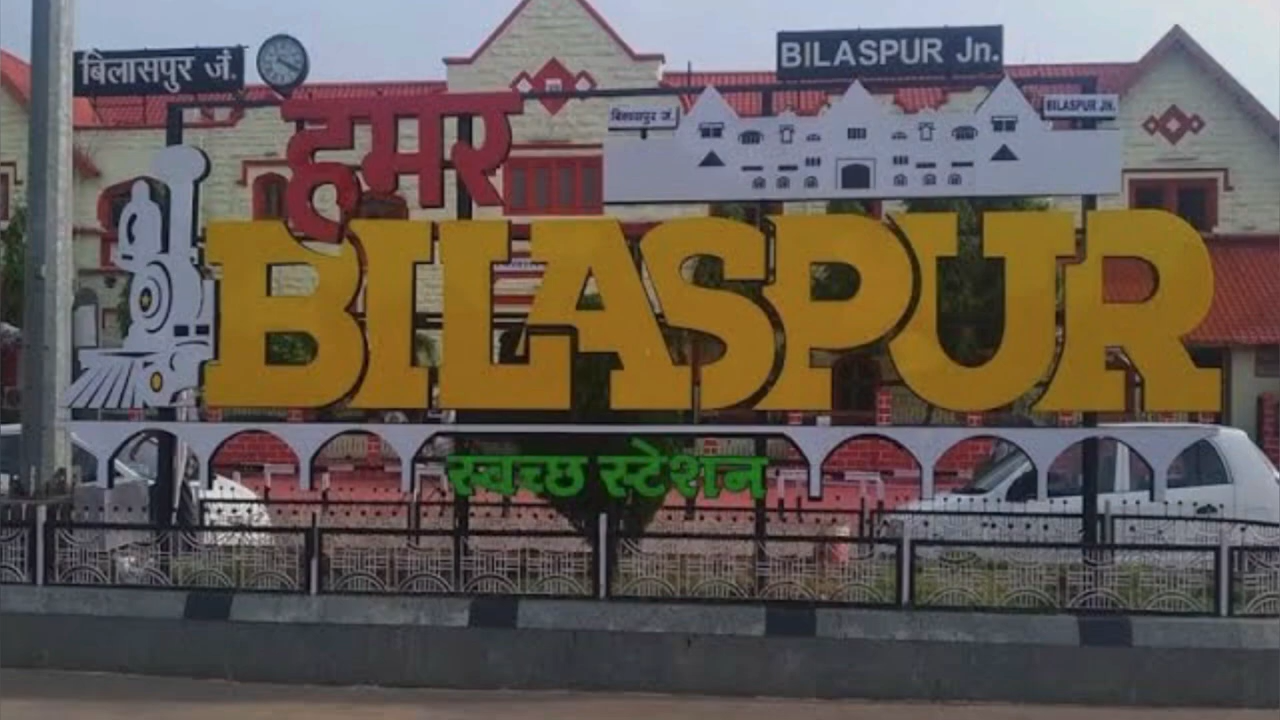 बिलासपुर जं.
BILASPUR Jn.
हमर
बिलासपुर जं.
BILASPUR JN.
BILASPUR
स्वच्छ स्टेशन